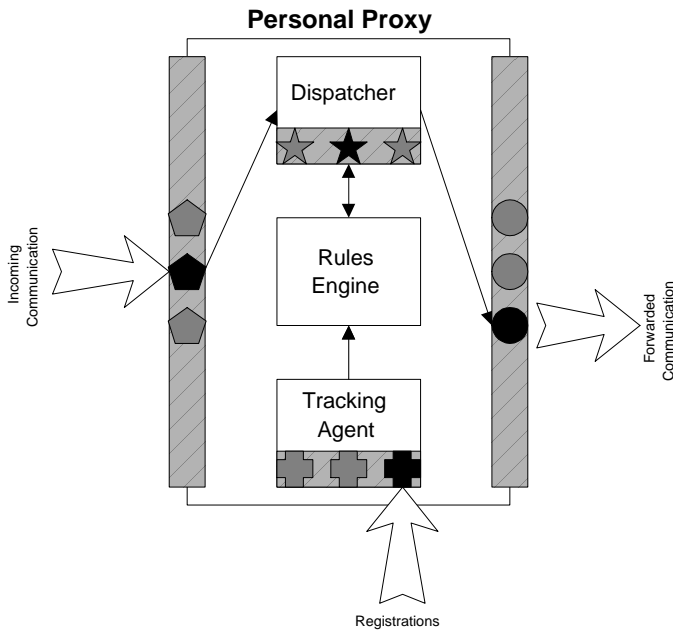 Personal Proxy
Dispatcher
Incoming
Communication
Rules
Engine
Forwarded
Communication
Tracking
Agent
Registrations